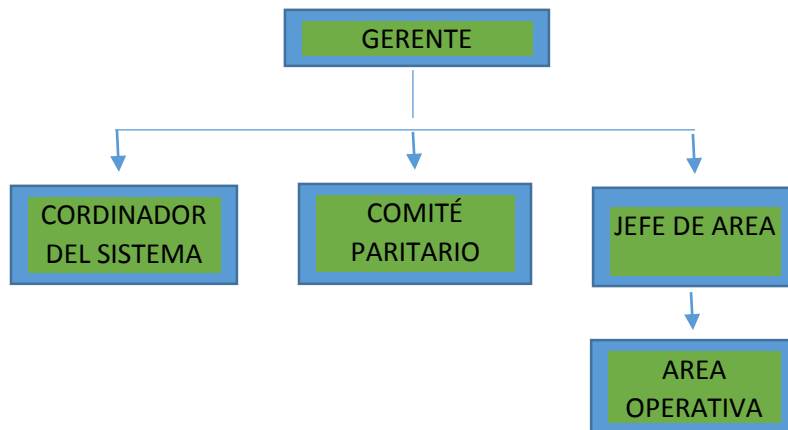 GERENTE
CORDINADOR
DEL SISTEMA
COMITÉ
PARITARIO
JEFE DE AREA
AREA
OPERATIVA